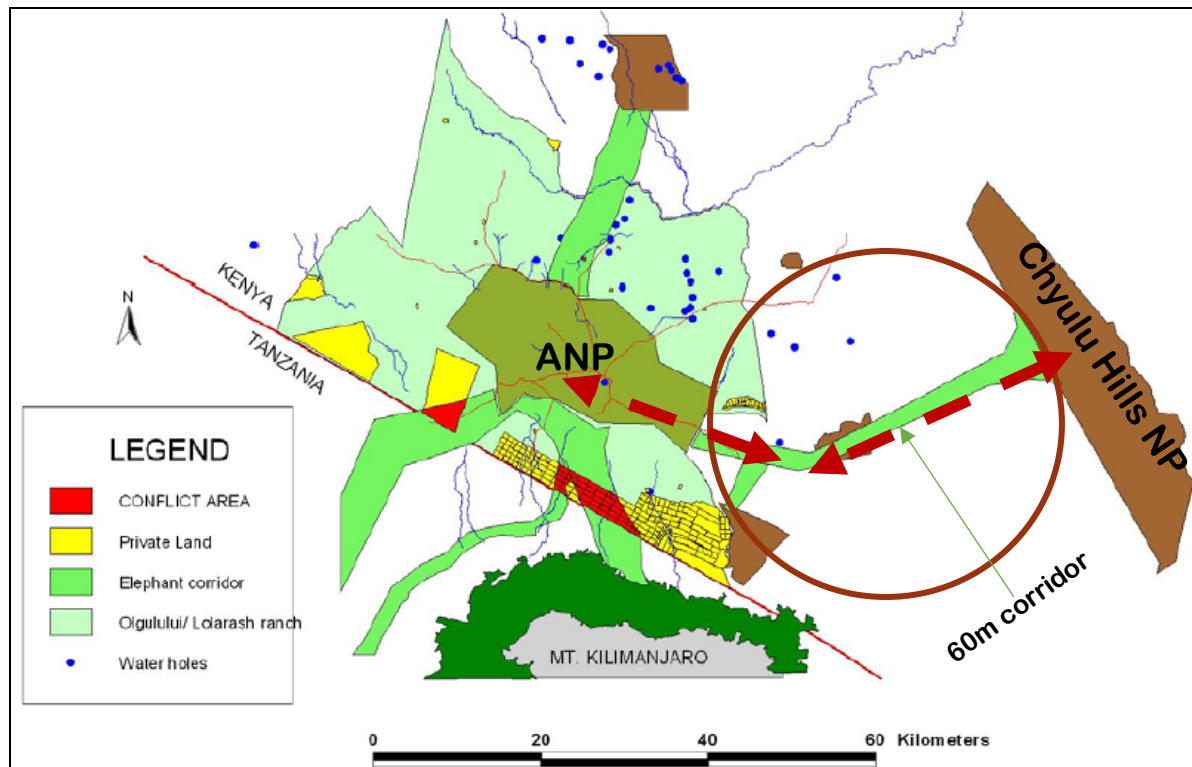 KENYA
TANZANIA
N
ANP
Chyulu Hills NP
60m corridor
LEGEND
CONFLICT AREA
Private Land
Elephant corridor
Olgulului/ Lolarash ranch
Water holes
MT. KILIMANJARO
0 20 40 60 Kilometers